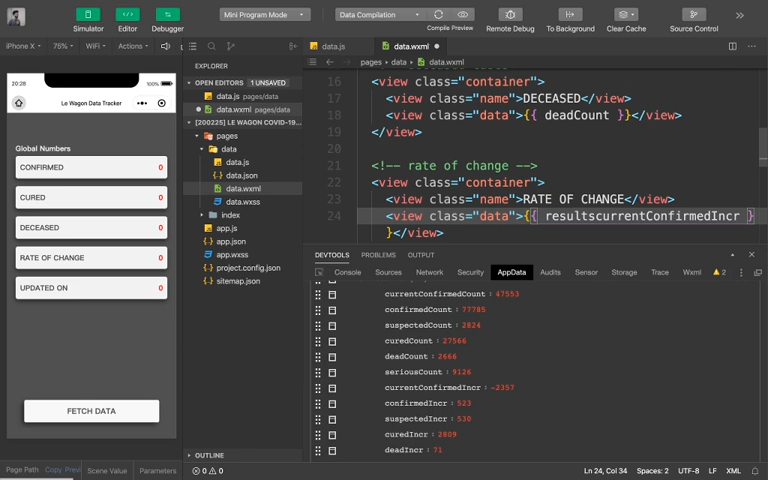 Simulator Editor Debugger Mini Program Mode Data Compilation Compile Preview Remote Debug To Background Clear Cache Source Control
iPhone X 75% WiFi Actions
20:28 100%
Le Wagon Data Tracker
Global Numbers
CONFIRMED 0
CURED 0
DECEASED 0
RATE OF CHANGE 0
UPDATED ON 0
FETCH DATA
Page Path Copy Previ Scene Value Parameters
EXPLORER
OPEN EDITORS 1 UNSAVED
data.js pages/data
data.wxml pages/data
[200225] LE WAGON COVID-19...
pages
data
data.js
data.json
data.wxml
data.wxss
index
app.js
app.json
app.wxss
project.config.json
sitemap.json
OUTLINE
0 0
data.js data.wxml
pages data data.wxml
16 <view class="container">
17 <view class="name">DECEASED</view>
18 <view class="data">{{ deadCount }}</view>
19 </view>
20
21 <!-- rate of change -->
22 <view class="container">
23 <view class="name">RATE OF CHANGE</view>
24 <view class="data">{{ resultscurrentConfirmedIncr }
}</view>
DEVTOOLS PROBLEMS OUTPUT
Console Sources Network Security AppData Audits Sensor Storage Trace Wxml 2
currentConfirmedCount : 47553
confirmedCount : 77785
suspectedCount : 2824
curedCount : 27566
deadCount : 2666
seriousCount : 9126
currentConfirmedIncr : -2357
confirmedIncr : 523
suspectedIncr : 530
curedIncr : 2809
deadIncr : 71
Ln 24, Col 34 Spaces: 2 UTF-8 LF XML